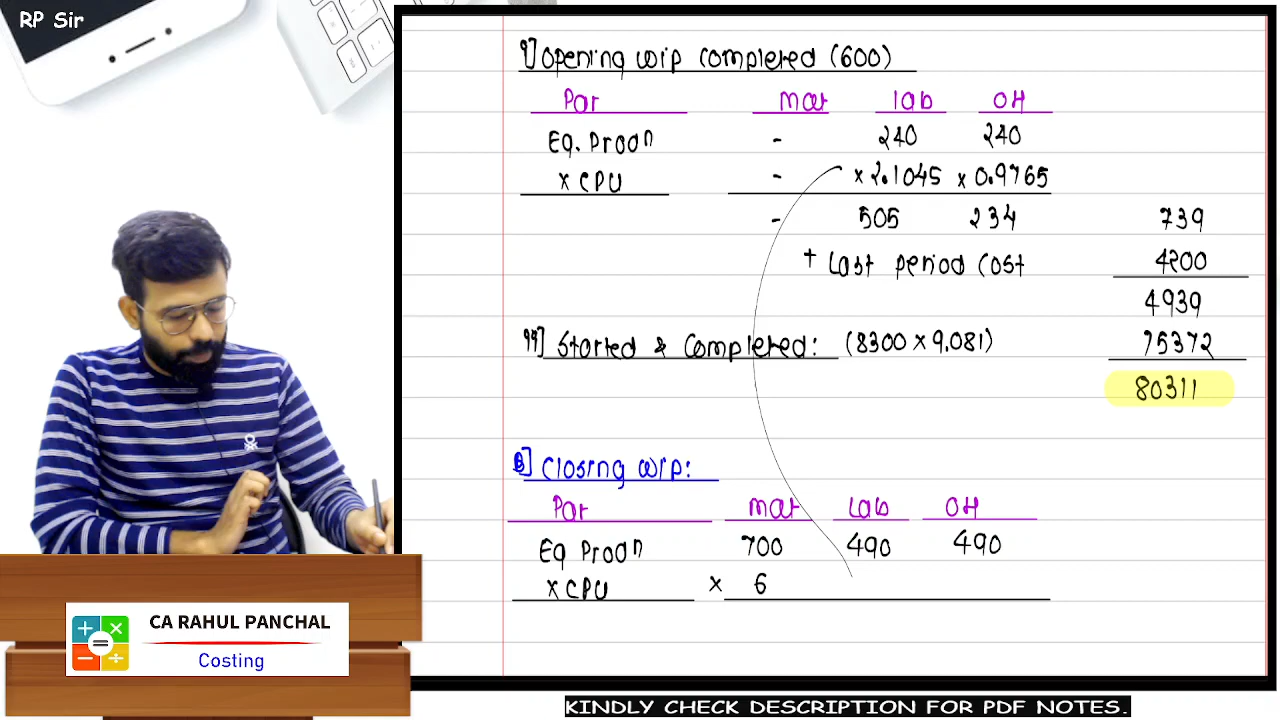 RP Sir
i] Opening WIP completed (600)
Par Mat Lab OH
Eq. Prodn - 240 240
x CPU - x 2.1045 x 0.9765
- 505 234 739
+ Last period cost 4200
4939
ii] Started & Completed: (8300 x 9.081) 75372
80311
B] Closing WIP:
Par Mat Lab OH
Eq Prodn 700 490 490
x CPU x 6
CA RAHUL PANCHAL
Costing
KINDLY CHECK DESCRIPTION FOR PDF NOTES.